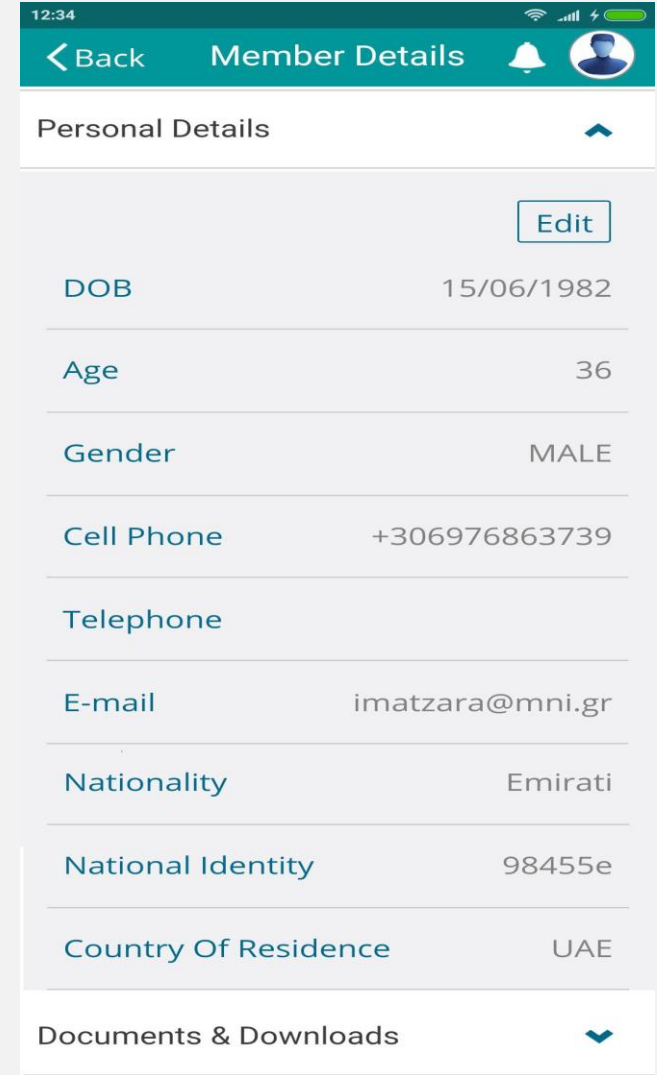 12:34
Back Member Details
Personal Details
Edit
DOB 15/06/1982
Age 36
Gender MALE
Cell Phone +306976863739
Telephone
E-mail imatzara@mni.gr
Nationality Emirati
National Identity 98455e
Country Of Residence UAE
Documents & Downloads